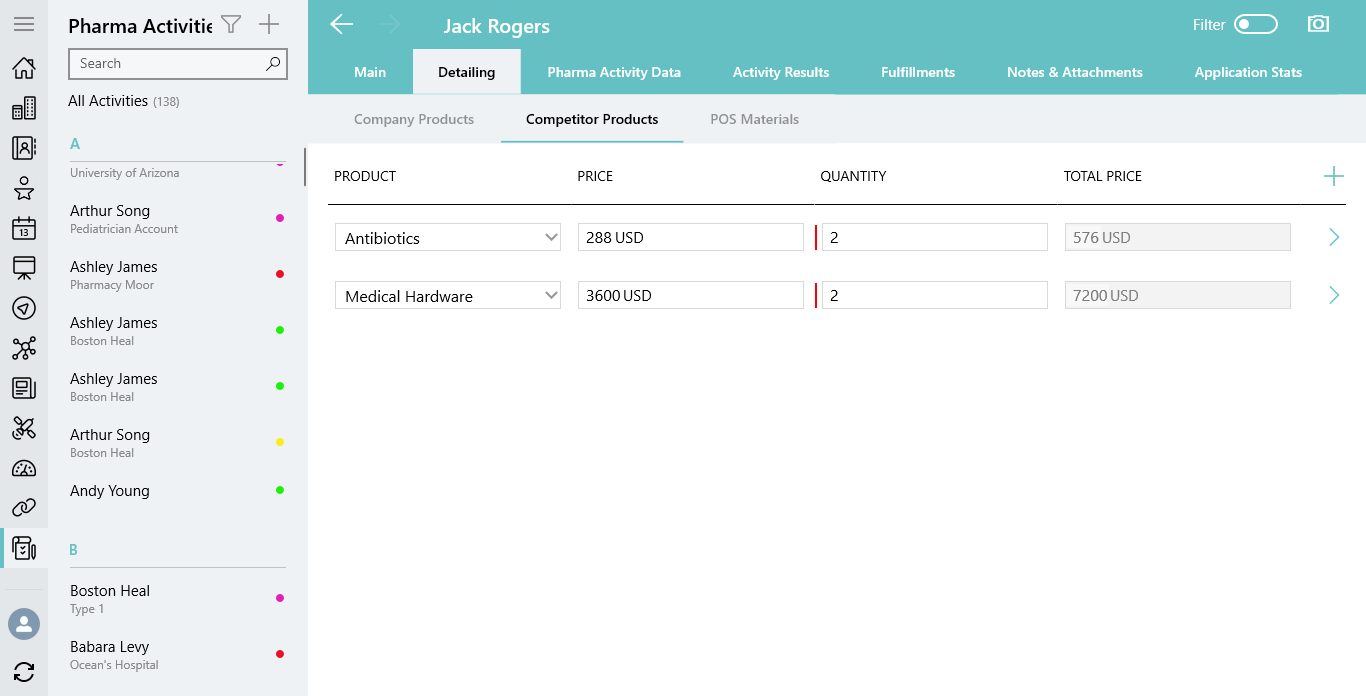 Pharma Activitie
Search
All Activities (138)
A
University of Arizona
Arthur Song
Pediatrician Account
Ashley James
Pharmacy Moor
Ashley James
Boston Heal
Ashley James
Boston Heal
Arthur Song
Boston Heal
Andy Young
B
Boston Heal
Type 1
Babara Levy
Ocean's Hospital
13
Jack Rogers
Filter
Main Detailing Pharma Activity Data Activity Results Fulfillments Notes & Attachments Application Stats
Company Products Competitor Products POS Materials
PRODUCT PRICE QUANTITY TOTAL PRICE
Antibiotics 288 USD 2 576 USD
Medical Hardware 3600 USD 2 7200 USD